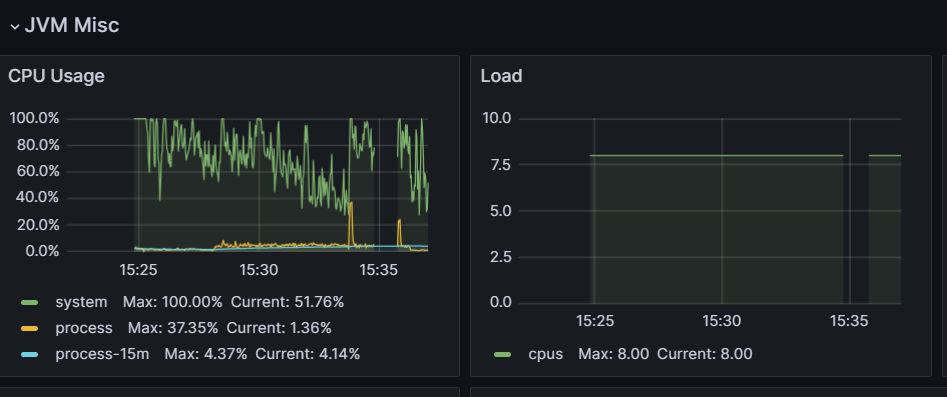 JVM Misc
CPU Usage
100.0%
80.0%
60.0%
40.0%
20.0%
0.0%
15:25 15:30 15:35
system Max: 100.00% Current: 51.76%
process Max: 37.35% Current: 1.36%
process-15m Max: 4.37% Current: 4.14%
Load
10.0
7.5
5.0
2.5
0.0
15:25 15:30 15:35
cpus Max: 8.00 Current: 8.00